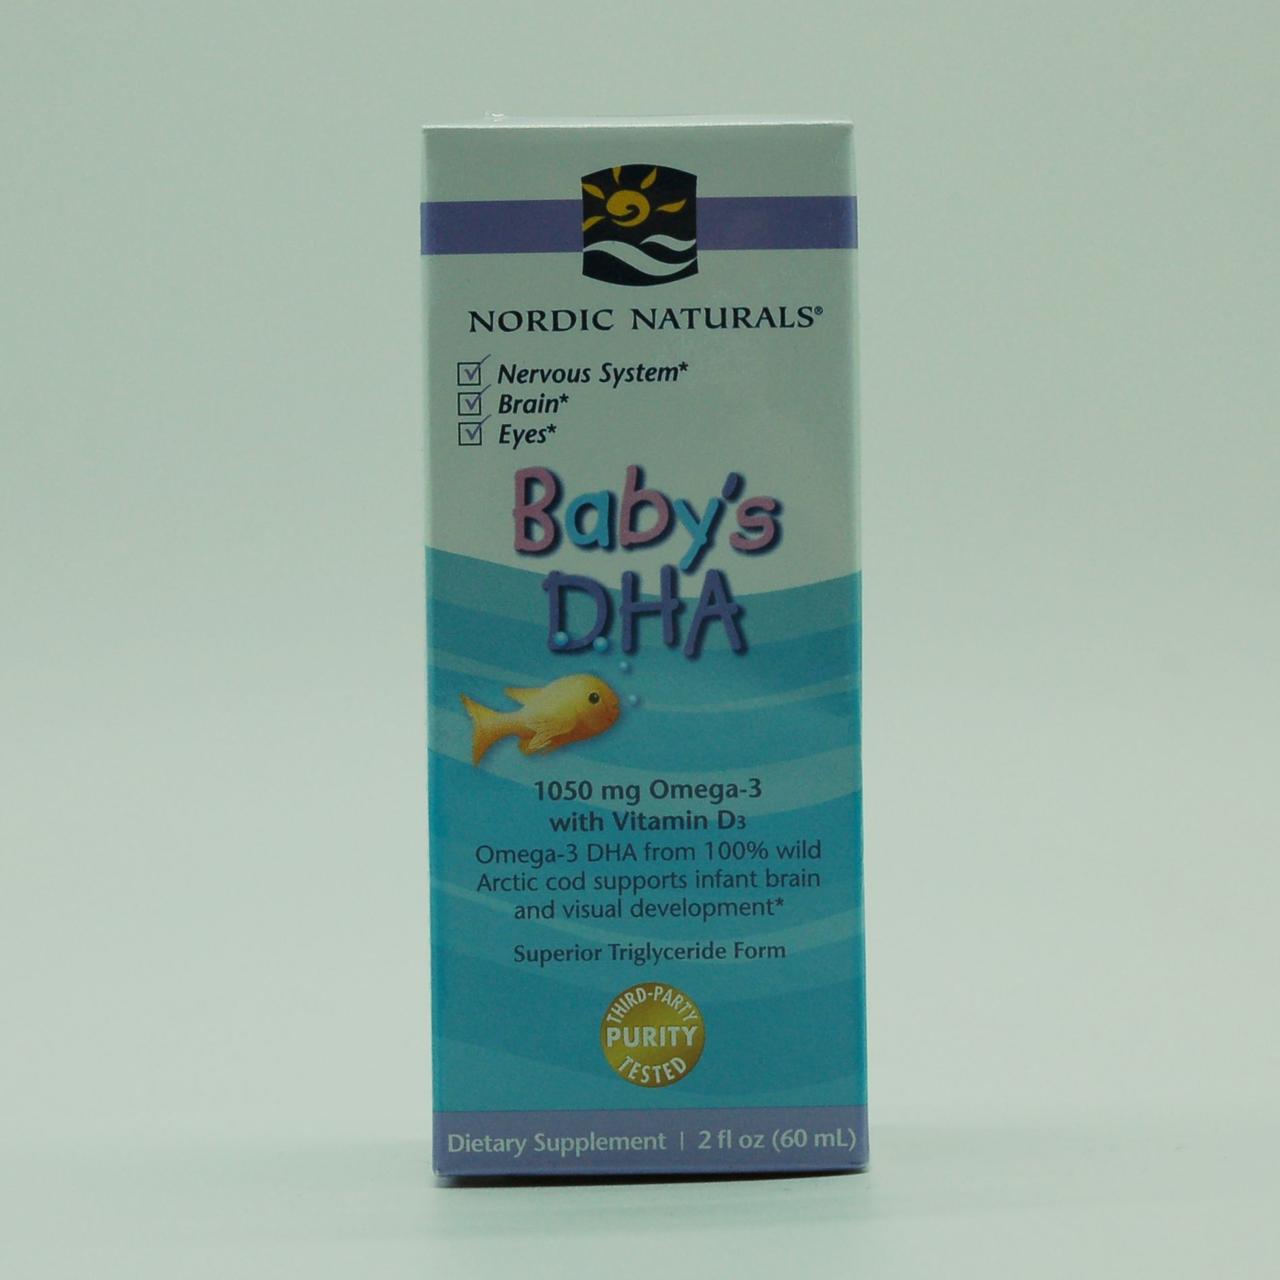 NORDIC NATURALS®
Nervous System*
Brain*
Eyes*
Baby's
DHA
1050 mg Omega-3
with Vitamin D3
Omega-3 DHA from 100% wild
Arctic cod supports infant brain
and visual development*
Superior Triglyceride Form
THIRD-PARTY
PURITY
TESTED
Dietary Supplement | 2 fl oz (60 mL)